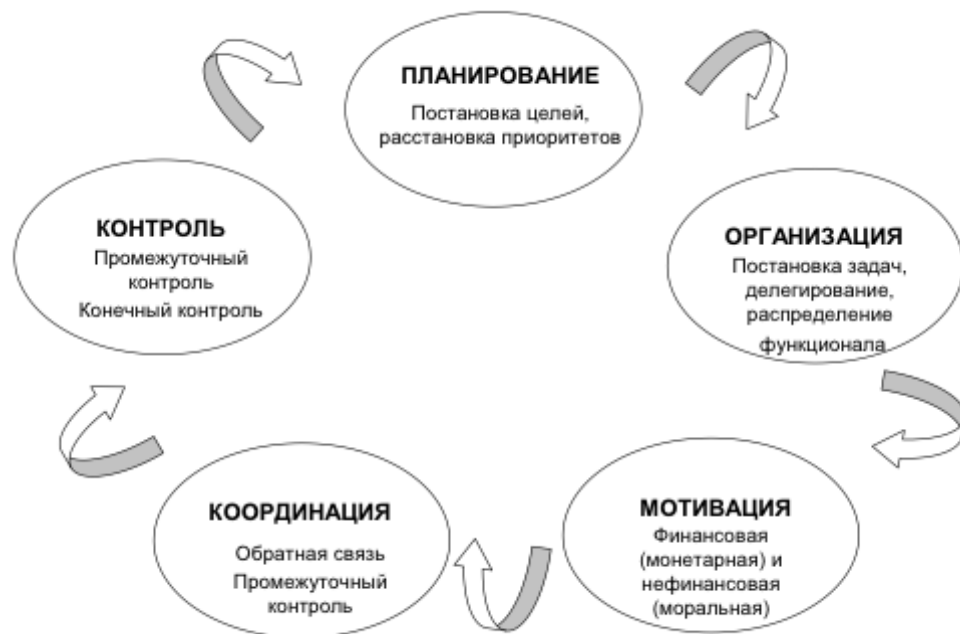 ПЛАНИРОВАНИЕ
Постановка целей,
расстановка приоритетов
ОРГАНИЗАЦИЯ
Постановка задач,
делегирование,
распределение
функционала
МОТИВАЦИЯ
Финансовая
(монетарная) и
нефинансовая
(моральная)
КООРДИНАЦИЯ
Обратная связь
Промежуточный
контроль
КОНТРОЛЬ
Промежуточный
контроль
Конечный контроль